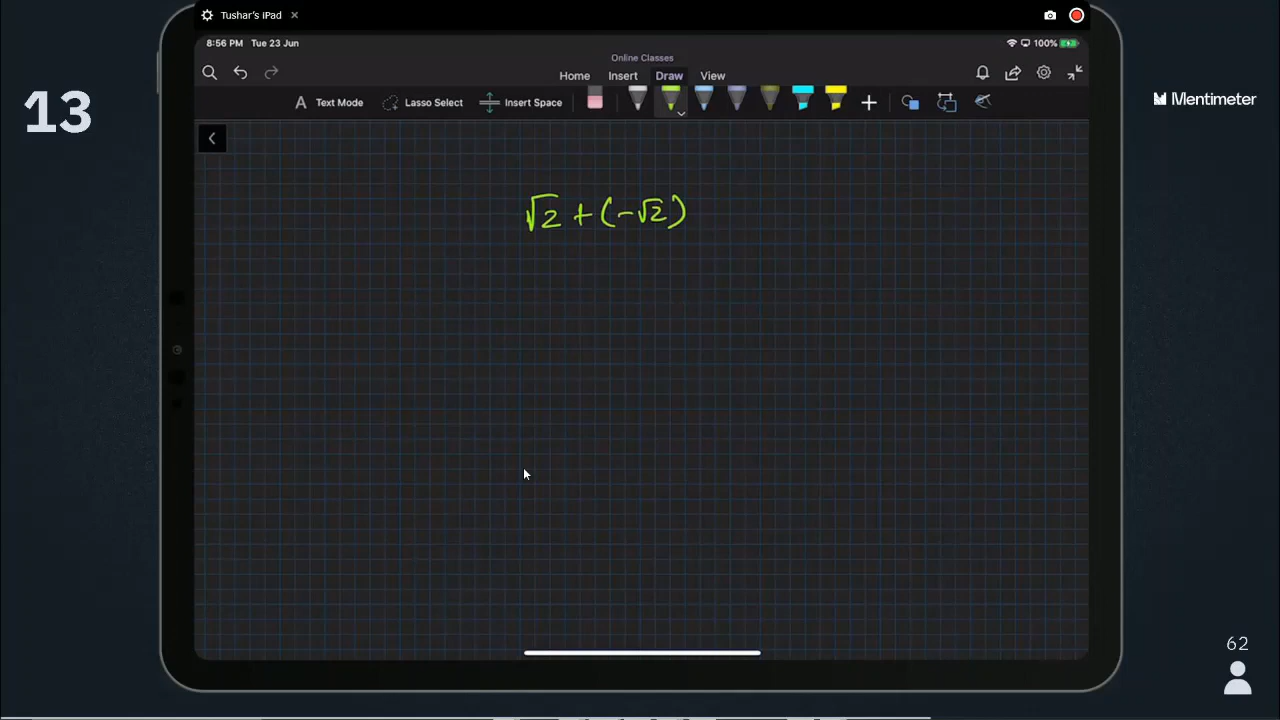 Tushar's iPad
8:56 PM Tue 23 Jun
100%
Online Classes
Home Insert Draw View
13
Mentimeter
A Text Mode Lasso Select Insert Space
√2 + (-√2)
62